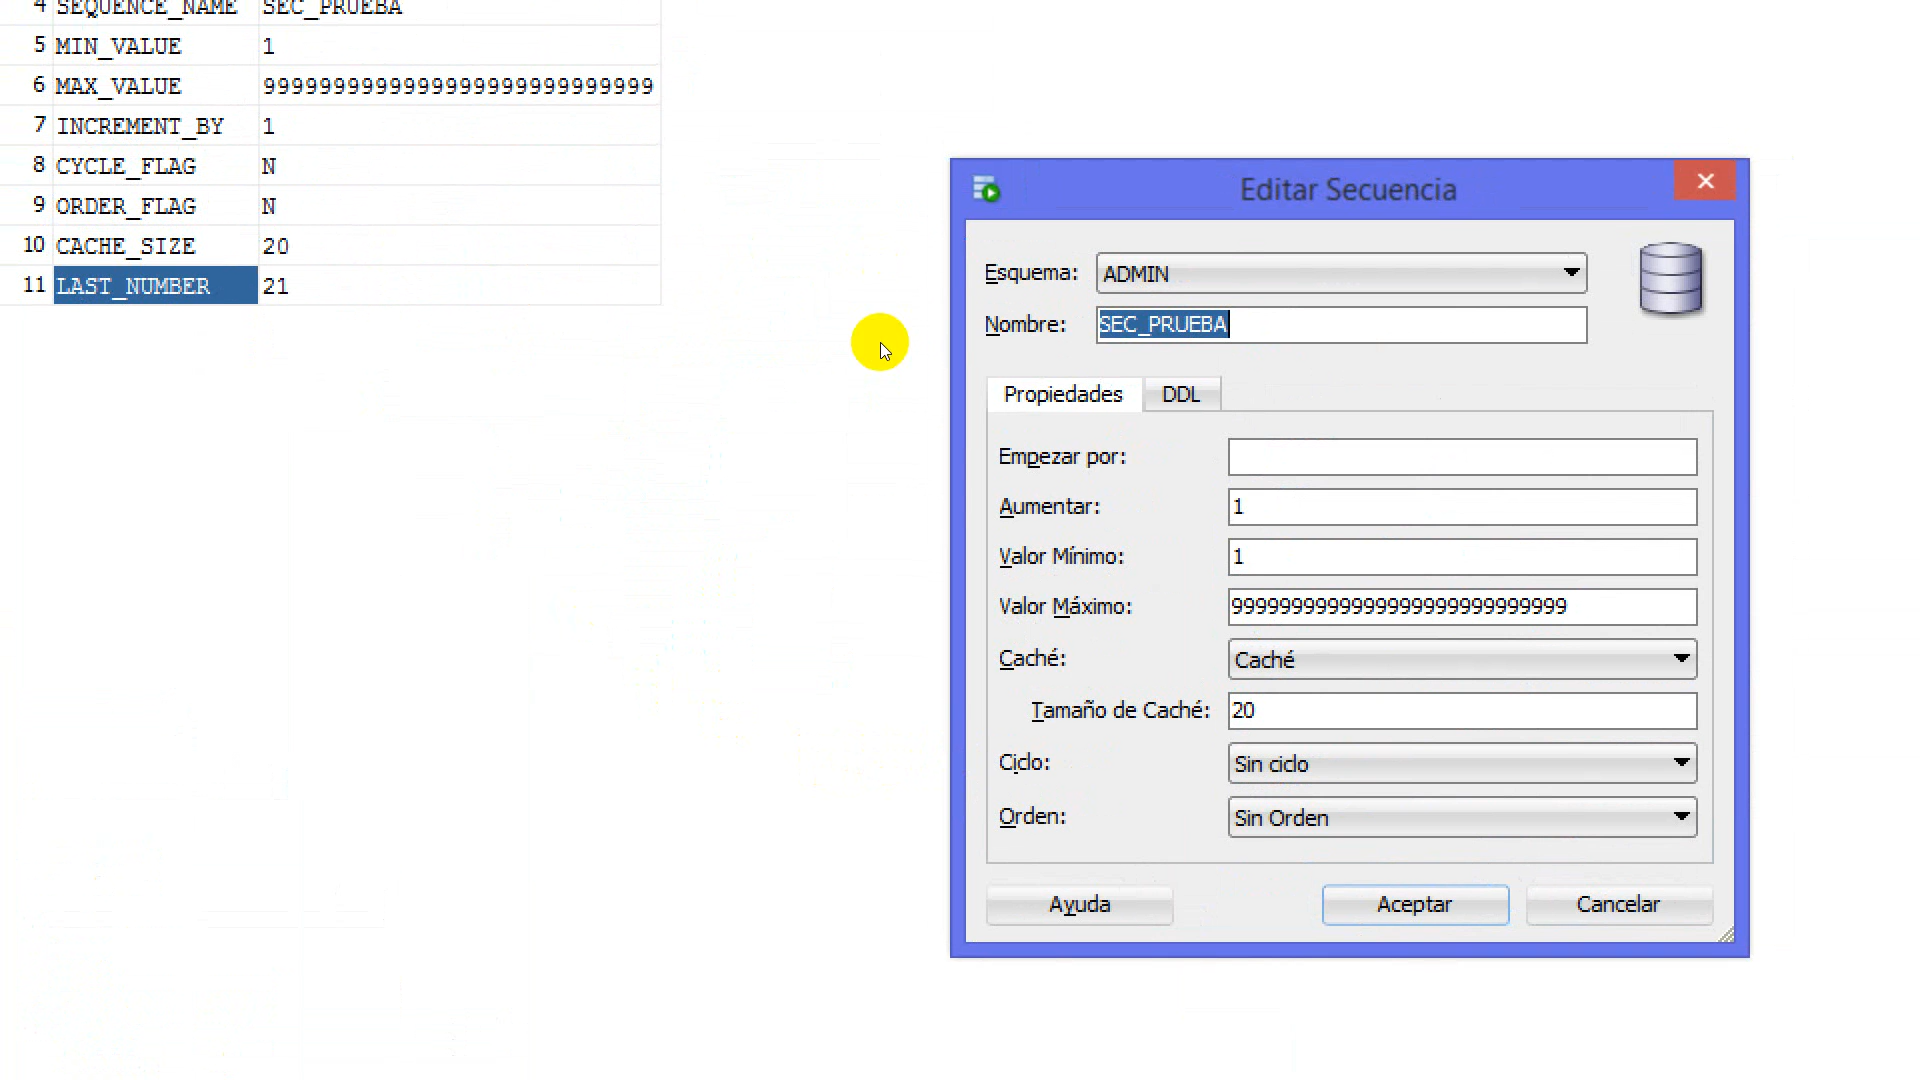 4 SEQUENCE_NAME SEC_PRUEBA
5 MIN_VALUE 1
6 MAX_VALUE 9999999999999999999999999999
7 INCREMENT_BY 1
8 CYCLE_FLAG N
9 ORDER_FLAG N
10 CACHE_SIZE 20
11 LAST_NUMBER 21
Editar Secuencia
Esquema: ADMIN
Nombre: SEC_PRUEBA
Propiedades DDL
Empezar por:
Aumentar: 1
Valor Mínimo: 1
Valor Máximo: 9999999999999999999999999999
Caché: Caché
Tamaño de Caché: 20
Ciclo: Sin ciclo
Orden: Sin Orden
Ayuda Aceptar Cancelar